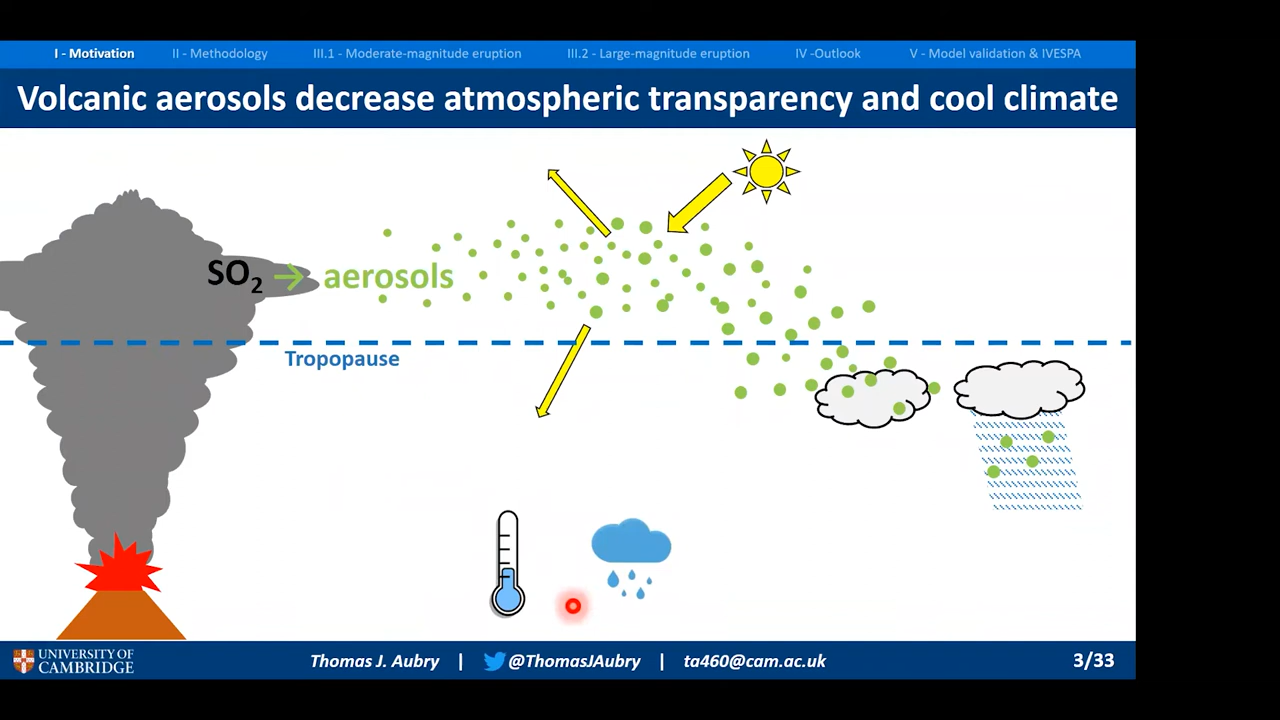 I - Motivation
II - Methodology
III.1 - Moderate-magnitude eruption
III.2 - Large-magnitude eruption
IV -Outlook
V - Model validation & IVESPA
Volcanic aerosols decrease atmospheric transparency and cool climate
SO2 → aerosols
Tropopause
UNIVERSITY OF
CAMBRIDGE
Thomas J. Aubry | @ThomasJAubry | ta460@cam.ac.uk
3/33